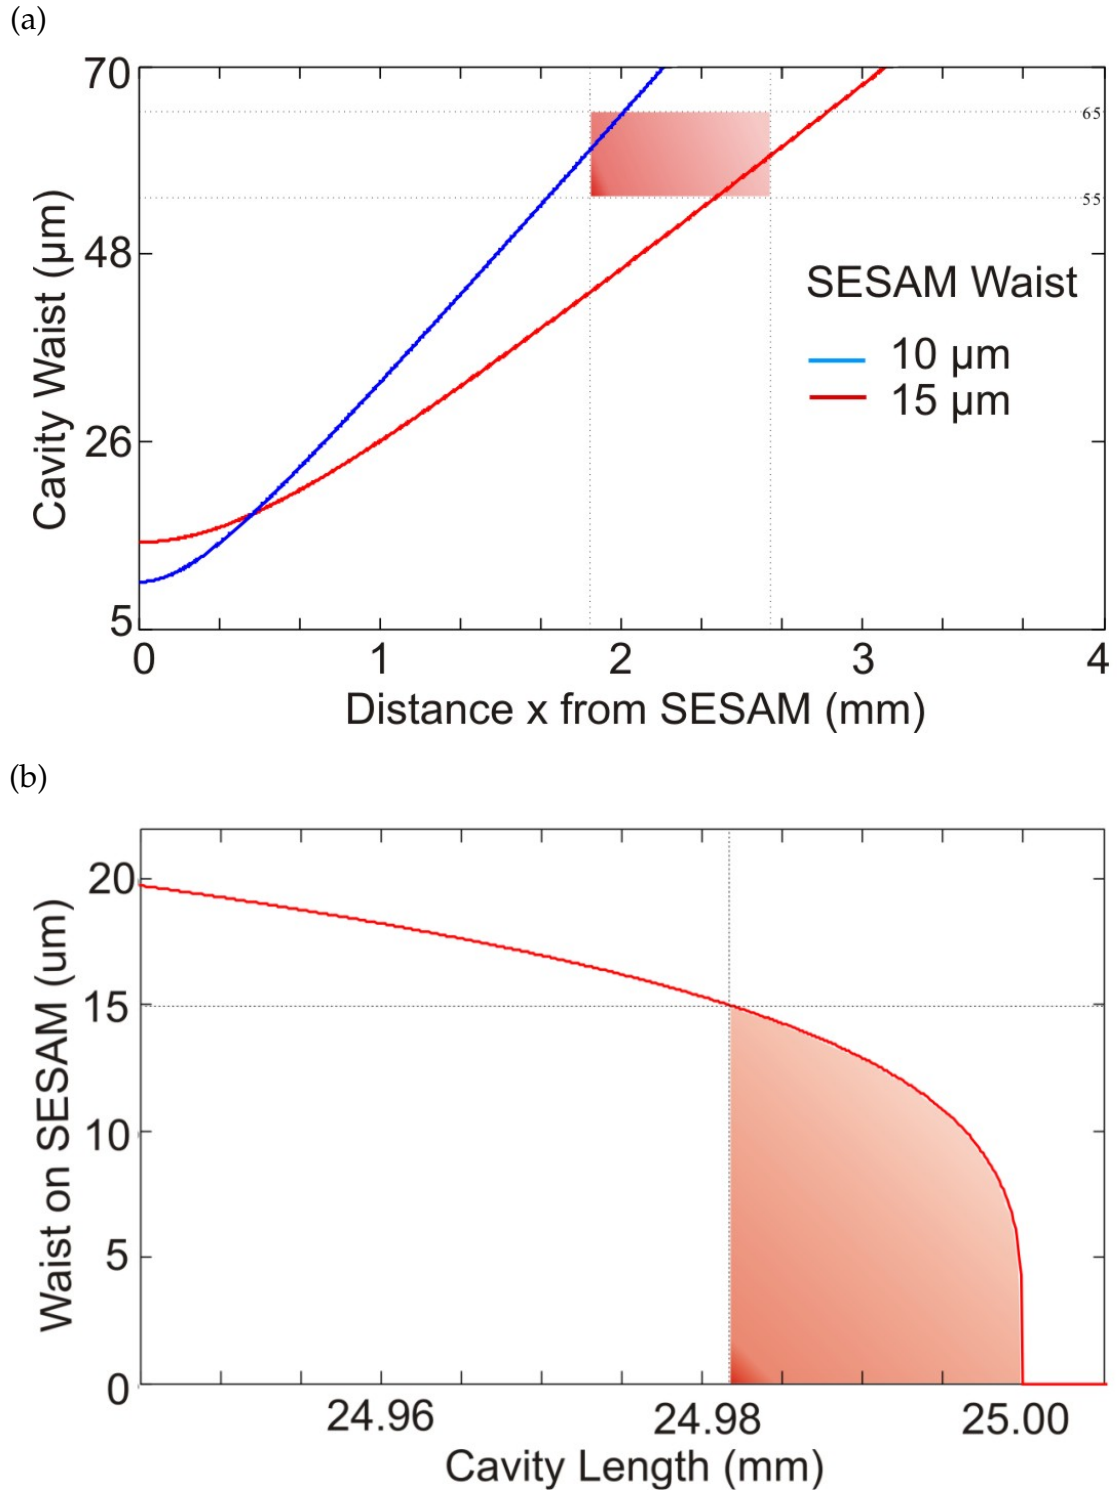 (a)
70
65
55
48
26
5
Cavity Waist (µm)
SESAM Waist
10 µm
15 µm
0 1 2 3 4
Distance x from SESAM (mm)
(b)
20
15
10
5
0
Waist on SESAM (um)
24.96 24.98 25.00
Cavity Length (mm)